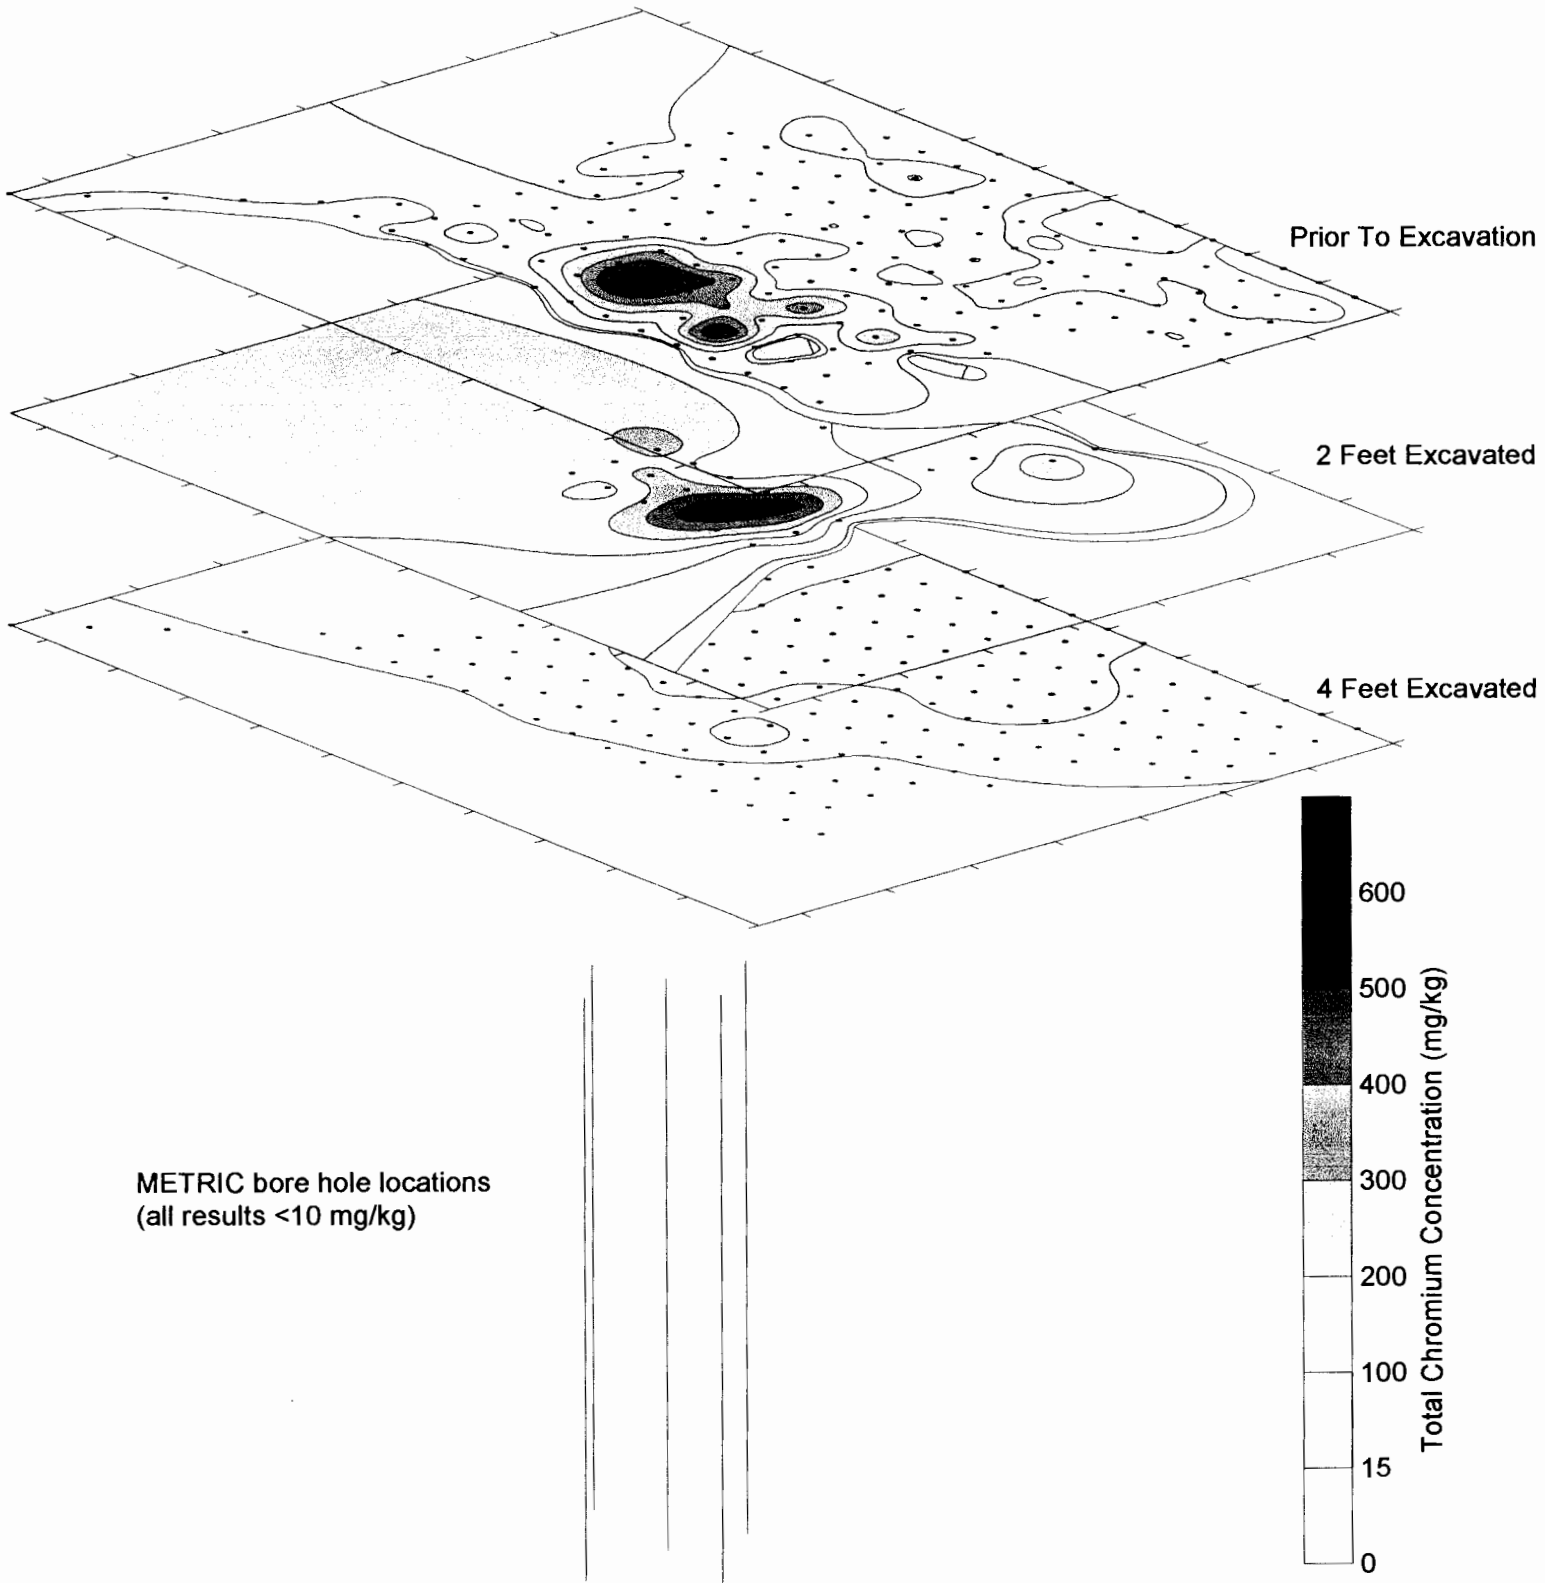 Prior To Excavation
2 Feet Excavated
4 Feet Excavated
600
500
400
300
200
100
15
0
Total Chromium Concentration (mg/kg)
METRIC bore hole locations
(all results <10 mg/kg)